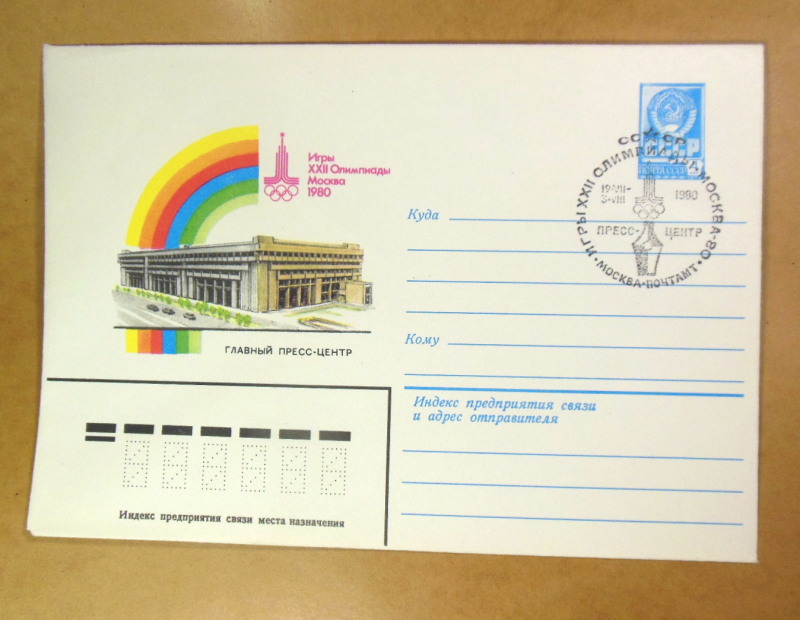 Игры
XXII Олимпиады
Москва
1980
ГЛАВНЫЙ ПРЕСС-ЦЕНТР
ПОЧТА СССР
СССР
ИГРЫ XXII ОЛИМПИАДЫ МОСКВА-80
19·VII-
3·VIII
1980
ПРЕСС-
ЦЕНТР
МОСКВА·ПОЧТАМТ
Куда
Кому
Индекс предприятия связи
и адрес отправителя
Индекс предприятия связи места назначения